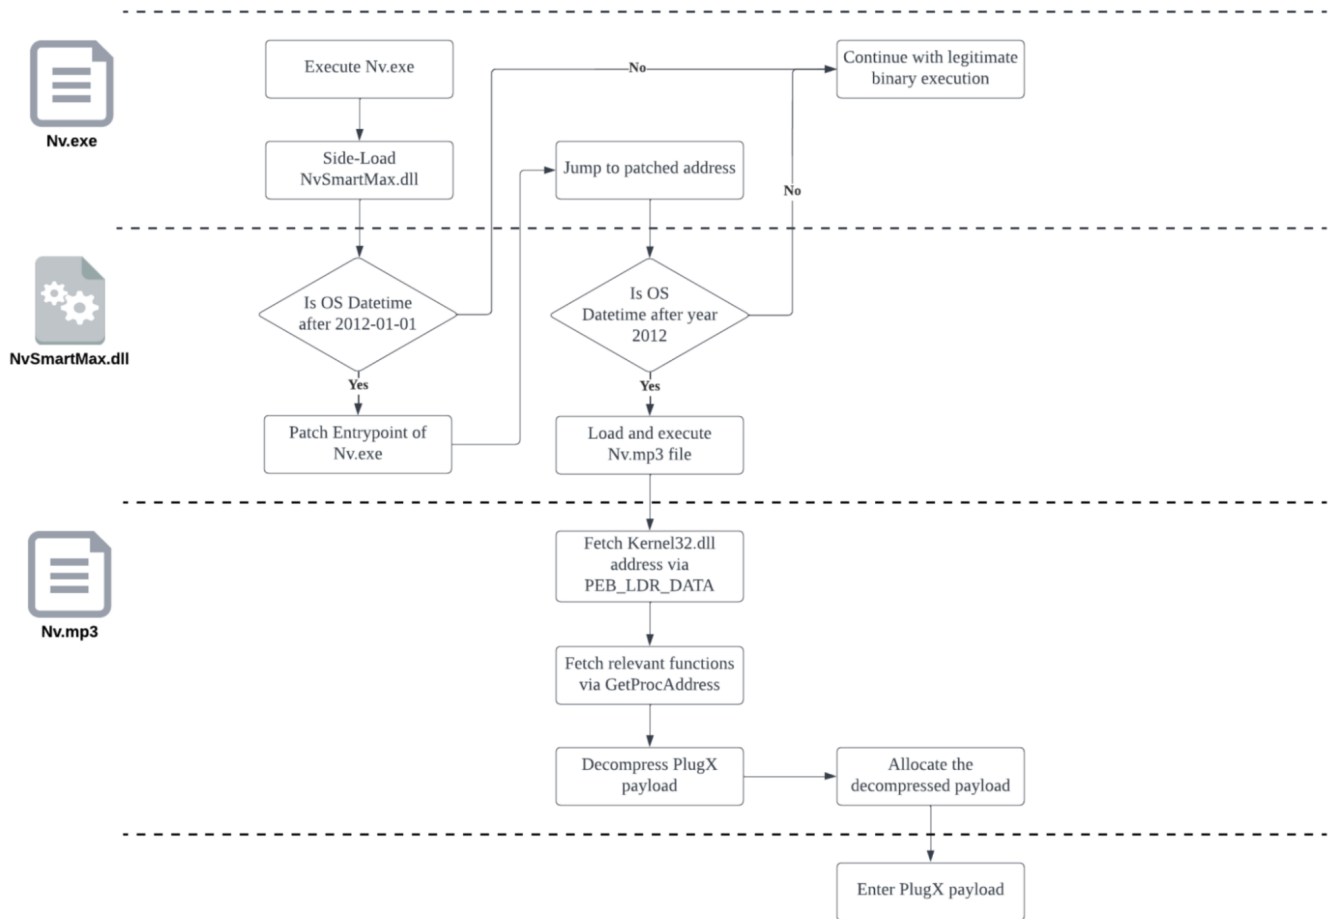 Nv.exe
Execute Nv.exe
No
Continue with legitimate
binary execution
Side-Load
NvSmartMax.dll
Jump to patched address
No
NvSmartMax.dll
Is OS Datetime
after 2012-01-01
Is OS
Datetime after year
2012
Yes
Yes
Patch Entrypoint of
Nv.exe
Load and execute
Nv.mp3 file
Nv.mp3
Fetch Kernel32.dll
address via
PEB_LDR_DATA
Fetch relevant functions
via GetProcAddress
Decompress PlugX
payload
Allocate the
decompressed payload
Enter PlugX payload